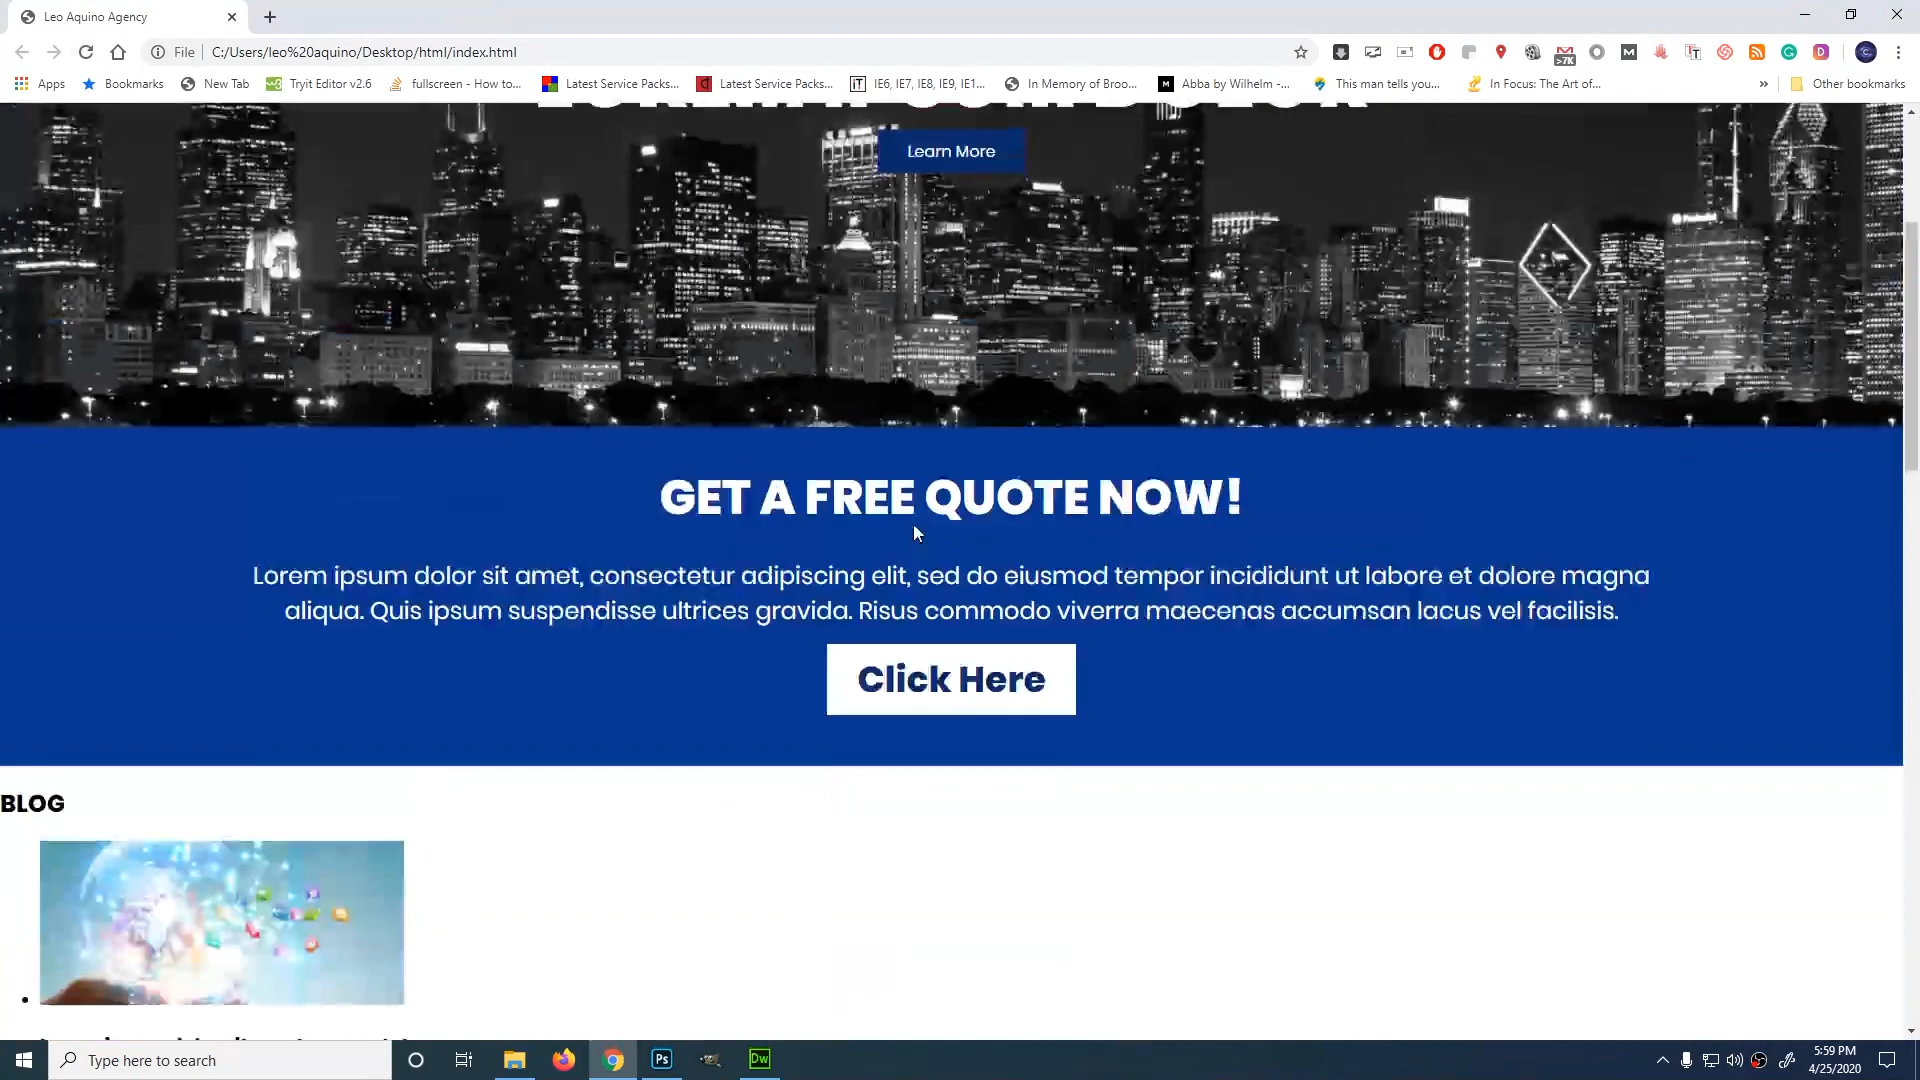 Leo Aquino Agency
File C:/Users/leo%20aquino/Desktop/html/index.html
>7K
Apps Bookmarks New Tab Tryit Editor v2.6 fullscreen - How to... Latest Service Packs... Latest Service Packs... IE6, IE7, IE8, IE9, IE1... In Memory of Broo... Abba by Wilhelm -... This man tells you... In Focus: The Art of... » Other bookmarks
Learn More
GET A FREE QUOTE NOW!
Lorem ipsum dolor sit amet, consectetur adipiscing elit, sed do eiusmod tempor incididunt ut labore et dolore magna
aliqua. Quis ipsum suspendisse ultrices gravida. Risus commodo viverra maecenas accumsan lacus vel facilisis.
Click Here
BLOG
Type here to search
Ps
Dw
5:59 PM
4/25/2020